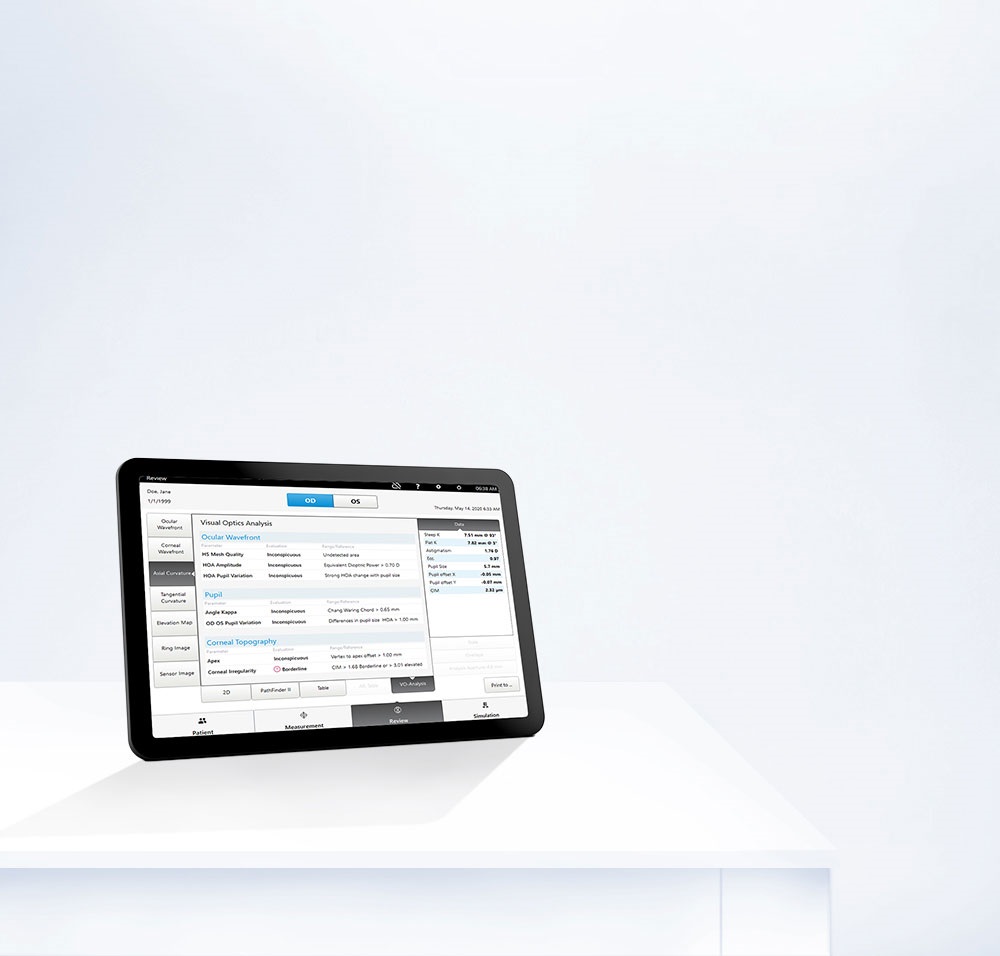 Review
06:38 AM
Doe, Jane
1/1/1999
OD OS
Thursday, May 14, 2020 6:33 AM
Ocular Wavefront
Corneal Wavefront
Axial Curvature
Tangential Curvature
Elevation Map
Ring Image
Sensor Image
Visual Optics Analysis
Ocular Wavefront
Parameter Evaluation Range/Reference
HS Mesh Quality Inconspicuous Undetected area
HOA Amplitude Inconspicuous Equivalent Dioptric Power > 0.70 D
HOA Pupil Variation Inconspicuous Strong HOA change with pupil size
Pupil
Parameter Evaluation Range/Reference
Angle Kappa Inconspicuous Chang Waring Chord > 0.65 mm
OD OS Pupil Variation Inconspicuous Differences in pupil size HOA > 1.00 mm
Corneal Topography
Parameter Evaluation Range/Reference
Apex Inconspicuous Vertex to apex offset > 1.00 mm
Corneal Irregularity Borderline CIM > 1.68 Borderline or > 3.01 elevated
Data
Steep K 7.51 mm @ 93°
Flat K 7.82 mm @ 3°
Astigmatism 1.76 D
Ecc 0.97
Pupil Size 5.7 mm
Pupil offset X -0.05 mm
Pupil offset Y -0.07 mm
ICIM 2.32 µm
2D
PathFinder II
Table
VO-Analysis
Print to ...
Patient
Measurement
Review
Simulation